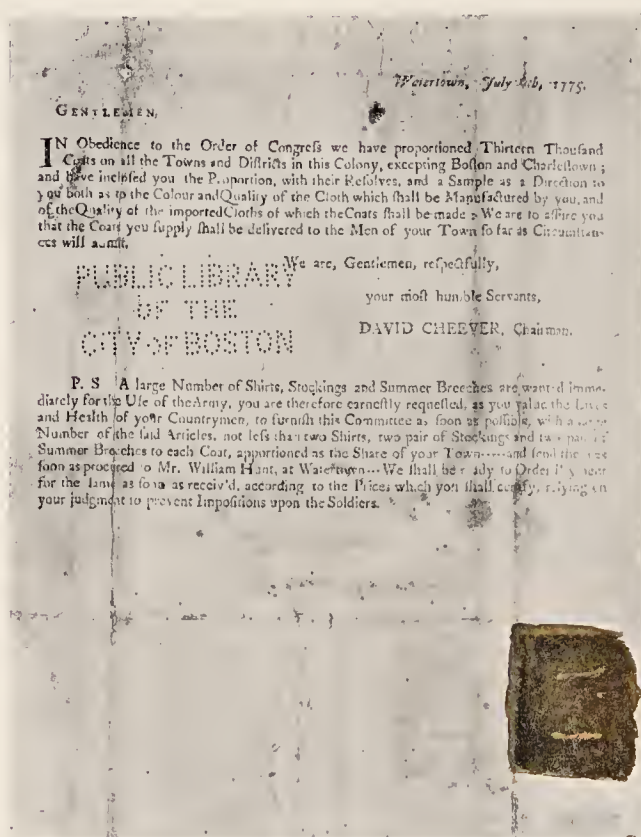 Watertown, July 1775.
GENTLEMEN,
IN Obedience to the Order of Congreſs we have proportioned Thirteen Thouſand
Coats on all the Towns and Diſtricts in this Colony, excepting Boſton and Charleſtown ;
and have incloſed you the Proportion, with their Reſolves, and a Sample as a Direction to
you both as to the Colour and Quality of the Cloth which ſhall be Manufactured by you, and
of the Quality of the imported Cloths of which the Coats ſhall be made : We are to aſſure you
that the Coats you ſupply ſhall be delivered to the Men of your Town ſo far as Circumſtan-
ces will admit.
We are, Gentlemen, reſpectfully,
your moſt humble Servants,
DAVID CHEEVER, Chairman.
PUBLIC LIBRARY
OF THE
CITY OF BOSTON
P. S A large Number of Shirts, Stockings and Summer Breeches are wanted imme-
diately for the Uſe of the Army, you are therefore earneſtly requeſted, as you value the Lives
and Health of your Countrymen, to furniſh this Committee as ſoon as poſſible, with a large
Number of the ſaid Articles, not leſs than two Shirts, two pair of Stockings and two pair of
Summer Breeches to each Coat, apportioned as the Share of your Town-----and ſend the
ſoon as procured to Mr. William Hunt, at Watertown---We ſhall be ready to Order
for the ſame as ſoon as receiv'd, according to the Prices which you ſhall certify, relying on
your judgment to prevent Impoſitions upon the Soldiers.